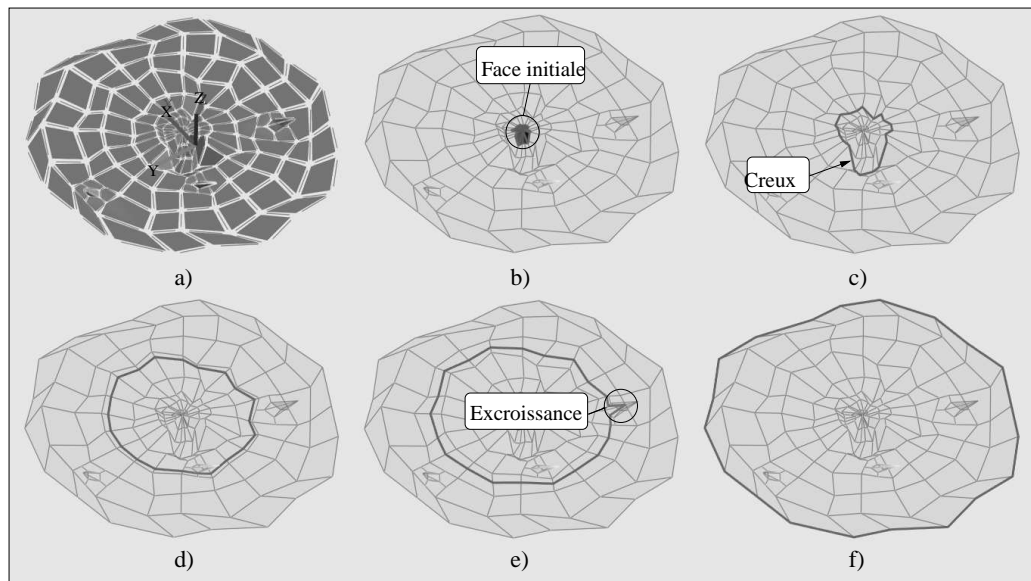 Z
X
Y
Face initiale
Creux
a)
b)
c)
Excroissance
d)
e)
f)